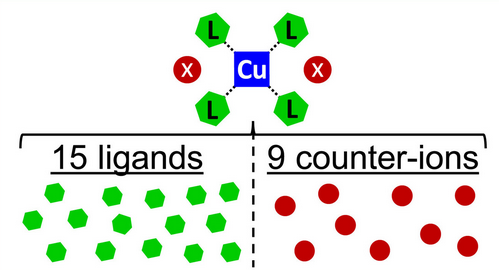 L L
X Cu X
L L
15 ligands 9 counter-ions